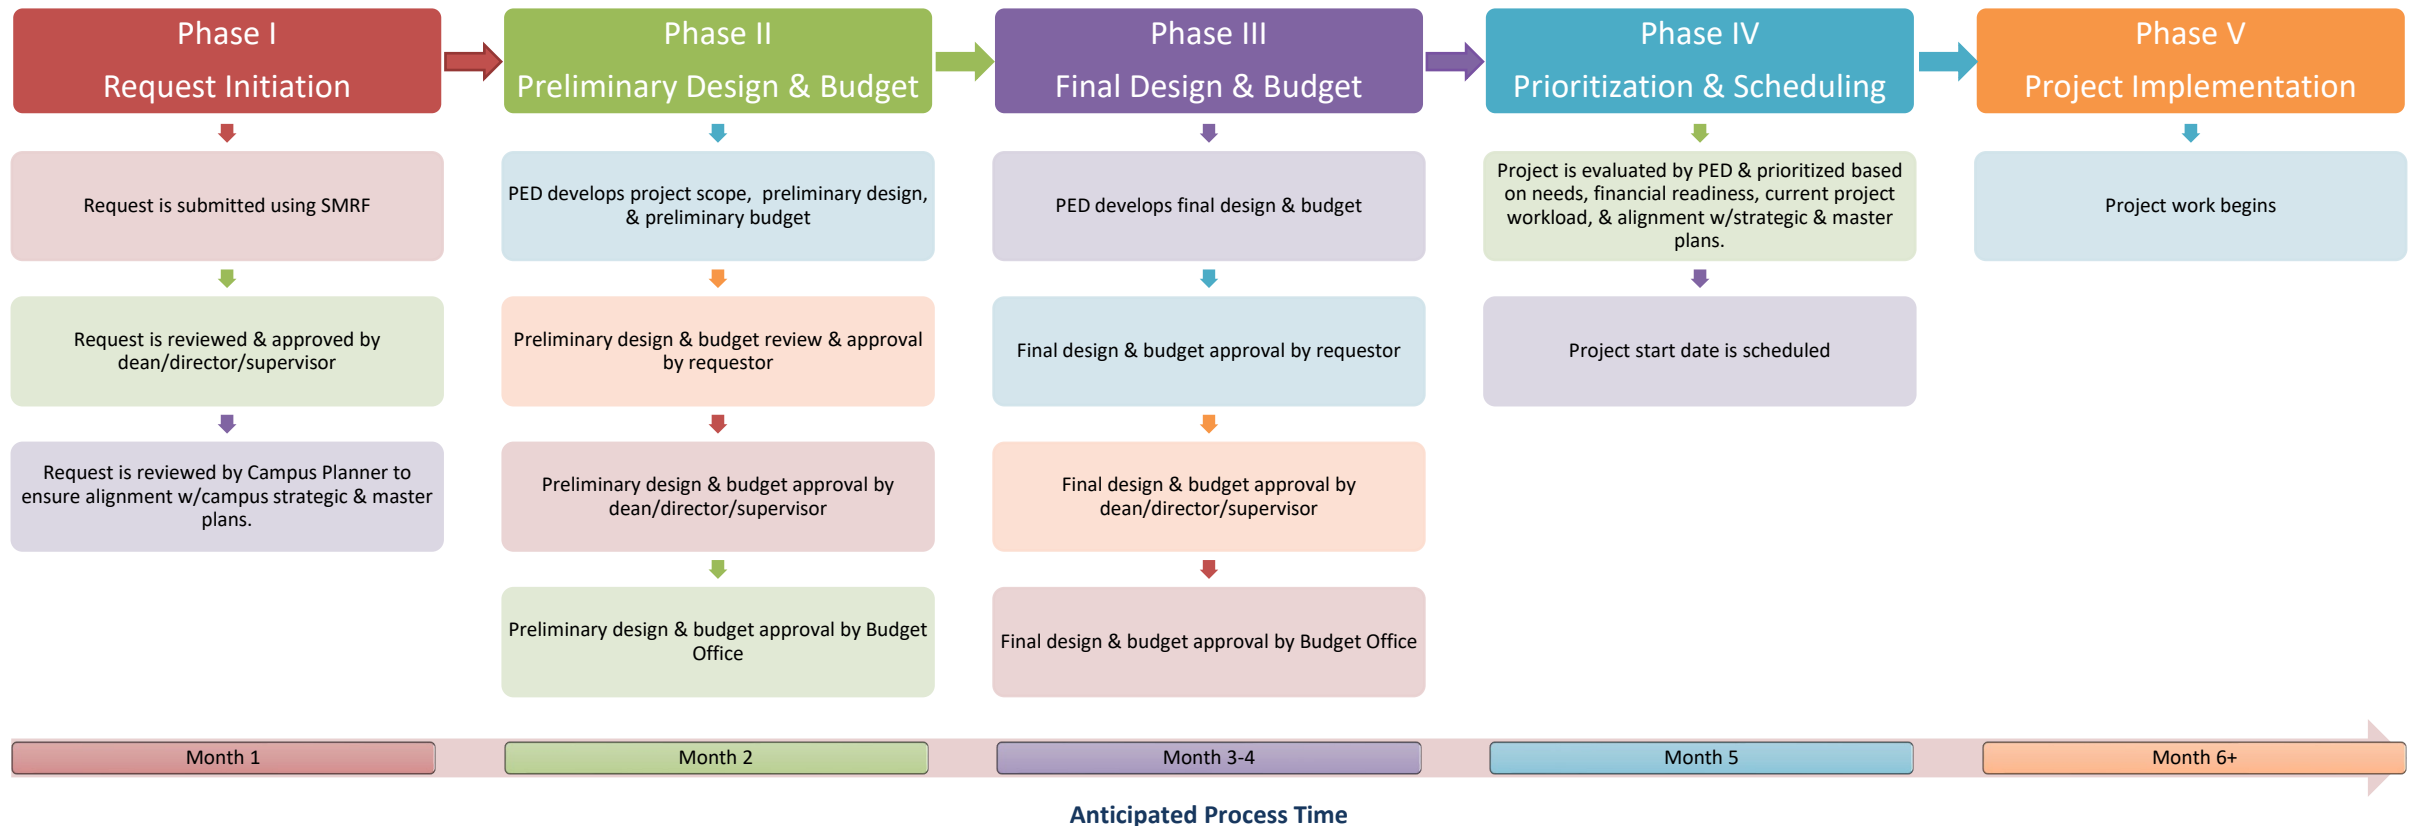 Phase I
Request Initiation
Request is submitted using SMRF
Request is reviewed & approved by
dean/director/supervisor
Request is reviewed by Campus Planner to
ensure alignment w/campus strategic & master
plans.
Phase II
Preliminary Design & Budget
PED develops project scope,  preliminary design,
& preliminary budget
Preliminary design & budget review & approval
by requestor
Preliminary design & budget approval by
dean/director/supervisor
Preliminary design & budget approval by Budget
Office
Phase III
Final Design & Budget
PED develops final design & budget
Final design & budget approval by requestor
Final design & budget approval by
dean/director/supervisor
Final design & budget approval by Budget Office
Phase IV
Prioritization & Scheduling
Project is evaluated by PED & prioritized based
on needs, financial readiness, current project
workload, & alignment w/strategic & master
plans.
Project start date is scheduled
Phase V
Project Implementation
Project work begins
Month 1
Month 2
Month 3-4
Month 5
Month 6+
Anticipated Process Time